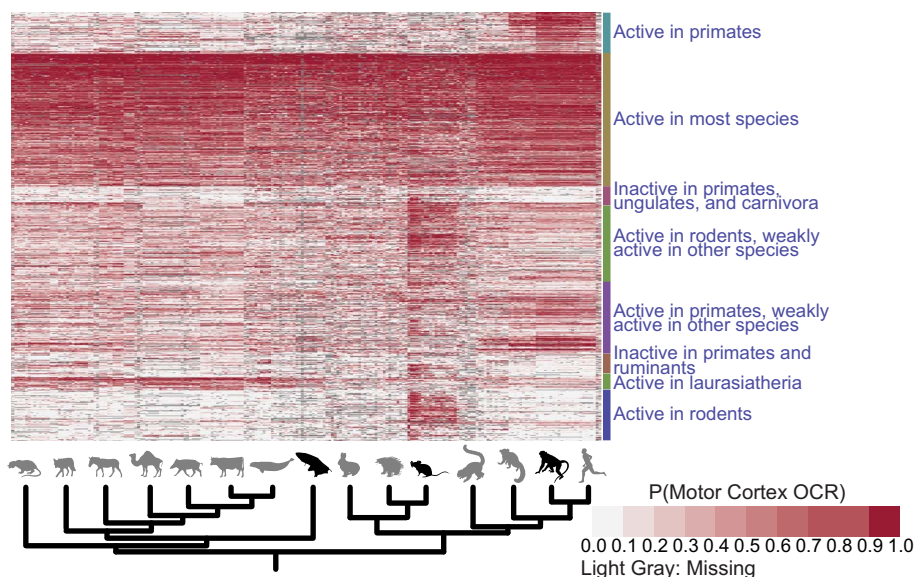 Active in primates
Active in most species
Inactive in primates,
ungulates, and carnivora
Active in rodents, weakly
active in other species
Active in primates, weakly
active in other species
Inactive in primates and
ruminants
Active in laurasiatheria
Active in rodents
P(Motor Cortex OCR)
0.0 0.1 0.2 0.3 0.4 0.5 0.6 0.7 0.8 0.9 1.0
Light Gray: Missing